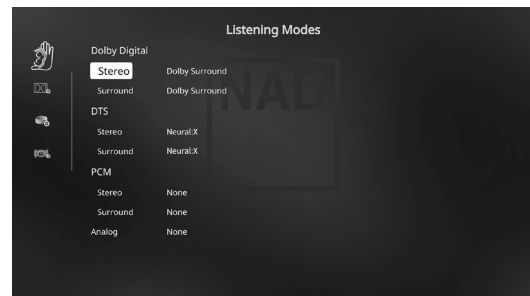 Listening Modes
Dolby Digital
Stereo Dolby Surround
Surround Dolby Surround
DTS
Stereo Neural:X
Surround Neural:X
PCM
Stereo None
Surround None
Analog None
NAD